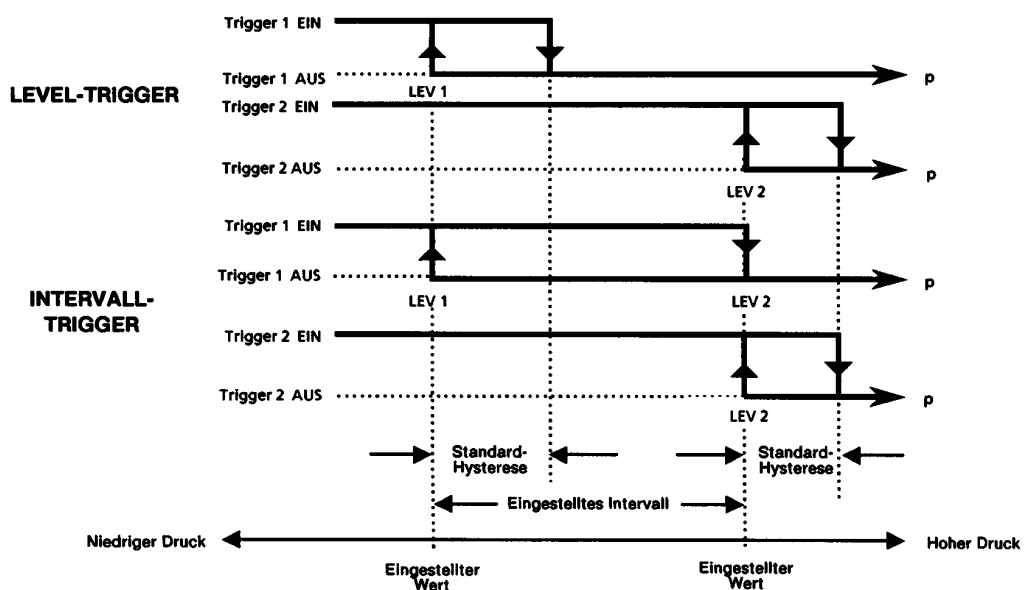 Trigger 1 EIN
Trigger 1 AUS
p
LEVEL-TRIGGER
LEV 1
Trigger 2 EIN
Trigger 2 AUS
p
LEV 2
Trigger 1 EIN
Trigger 1 AUS
p
INTERVALL-
TRIGGER
LEV 1
LEV 2
Trigger 2 EIN
Trigger 2 AUS
p
LEV 2
Standard-
Hysterese
Standard-
Hysterese
Eingestelltes Intervall
Niedriger Druck
Hoher Druck
Eingestellter
Wert
Eingestellter
Wert